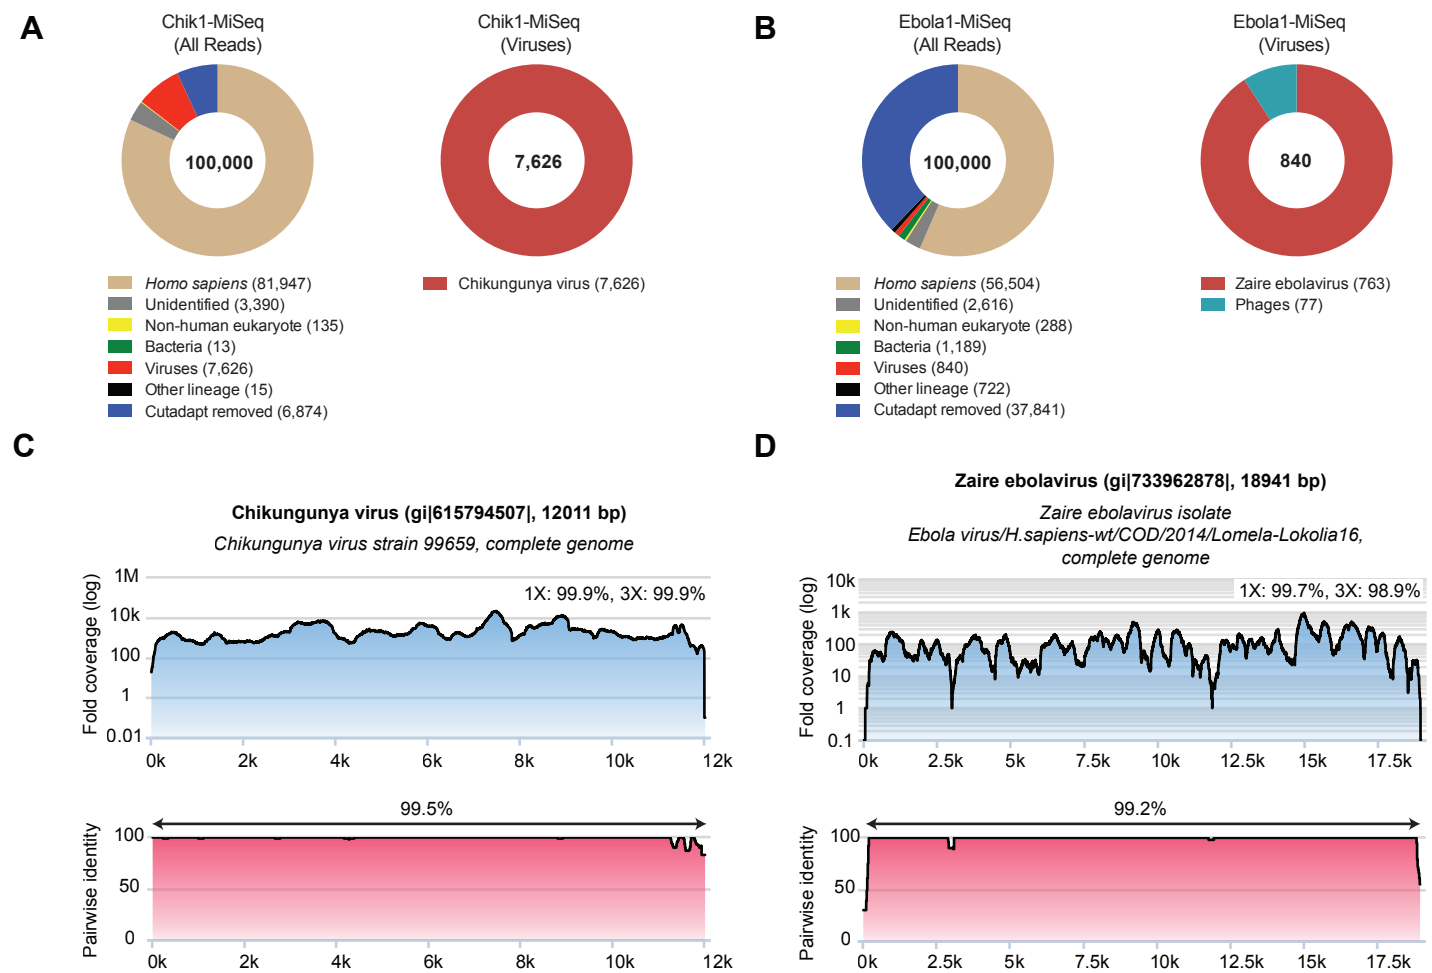 A
Chik1-MiSeq
(All Reads)
100,000
Homo sapiens (81,947)
Unidentified (3,390)
Non-human eukaryote (135)
Bacteria (13)
Viruses (7,626)
Other lineage (15)
Cutadapt removed (6,874)
Chik1-MiSeq
(Viruses)
7,626
Chikungunya virus (7,626)
B
Ebola1-MiSeq
(All Reads)
100,000
Homo sapiens (56,504)
Unidentified (2,616)
Non-human eukaryote (288)
Bacteria (1,189)
Viruses (840)
Other lineage (722)
Cutadapt removed (37,841)
Ebola1-MiSeq
(Viruses)
840
Zaire ebolavirus (763)
Phages (77)
C
Chikungunya virus (gi|615794507|, 12011 bp)
Chikungunya virus strain 99659, complete genome
Fold coverage (log)
1M
10k
100
1
0.01
1X: 99.9%, 3X: 99.9%
0k 2k 4k 6k 8k 10k 12k
99.5%
Pairwise identity
100
50
0
0k 2k 4k 6k 8k 10k 12k
D
Zaire ebolavirus (gi|733962878|, 18941 bp)
Zaire ebolavirus isolate
Ebola virus/H.sapiens-wt/COD/2014/Lomela-Lokolia16,
complete genome
Fold coverage (log)
10k
1k
100
10
1
0.1
1X: 99.7%, 3X: 98.9%
0k 2.5k 5k 7.5k 10k 12.5k 15k 17.5k
99.2%
Pairwise identity
100
50
0
0k 2.5k 5k 7.5k 10k 12.5k 15k 17.5k